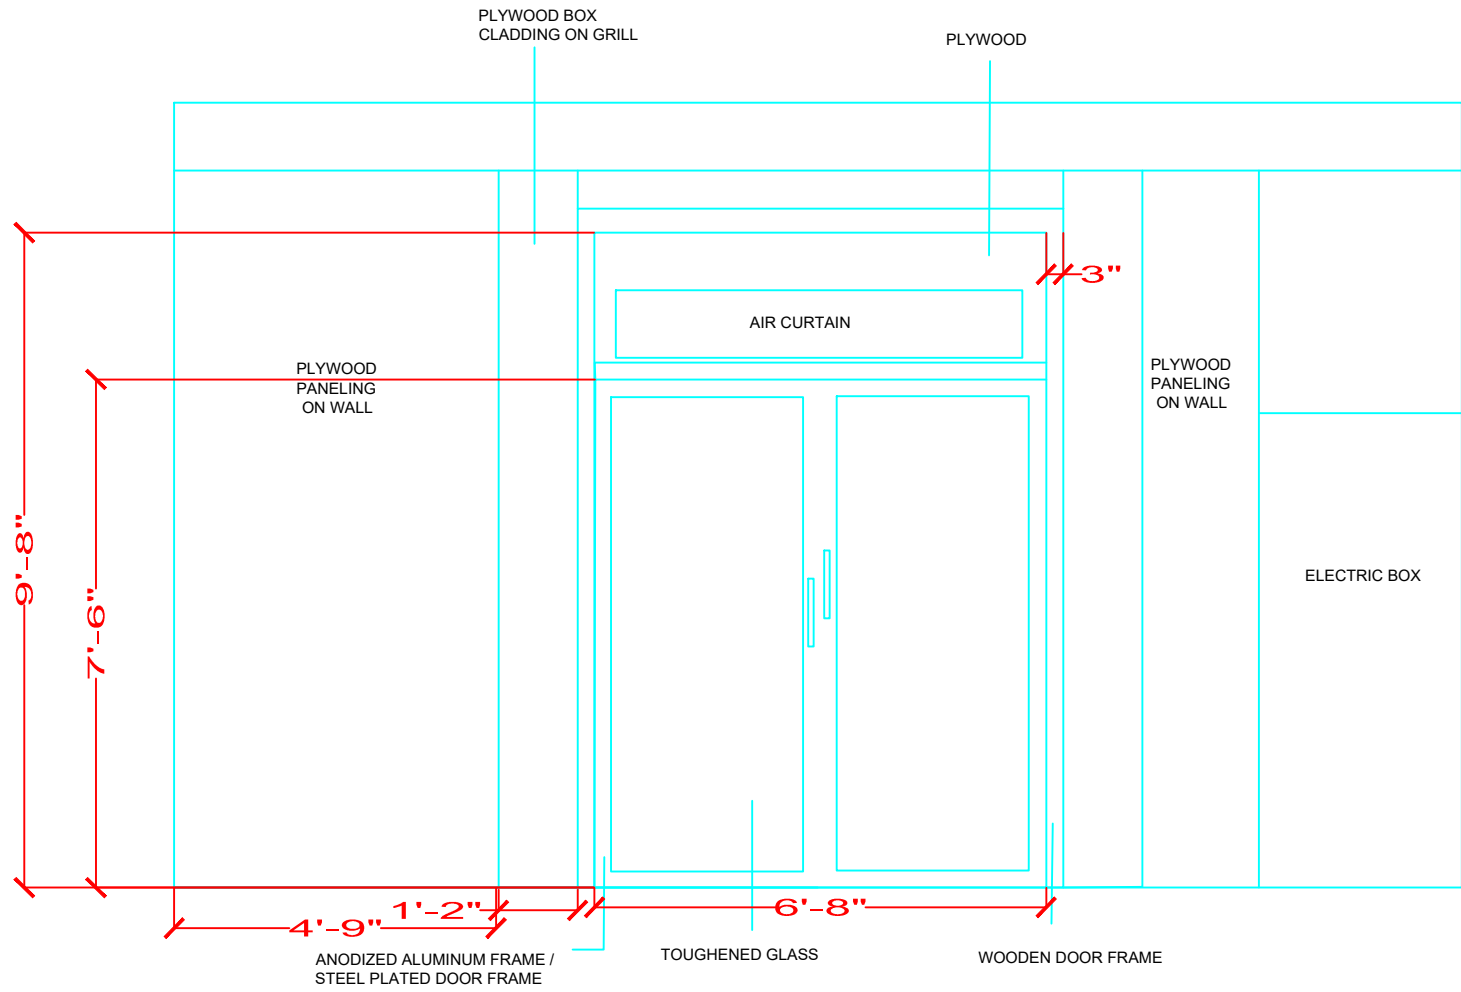 PLYWOOD BOX
CLADDING ON GRILL
PLYWOOD
3"
AIR CURTAIN
PLYWOOD
PANELING
ON WALL
PLYWOOD
PANELING
ON WALL
9'-8"
7'-6"
ELECTRIC BOX
1'-2"
6'-8"
4'-9"
ANODIZED ALUMINUM FRAME /
STEEL PLATED DOOR FRAME
TOUGHENED GLASS
WOODEN DOOR FRAME